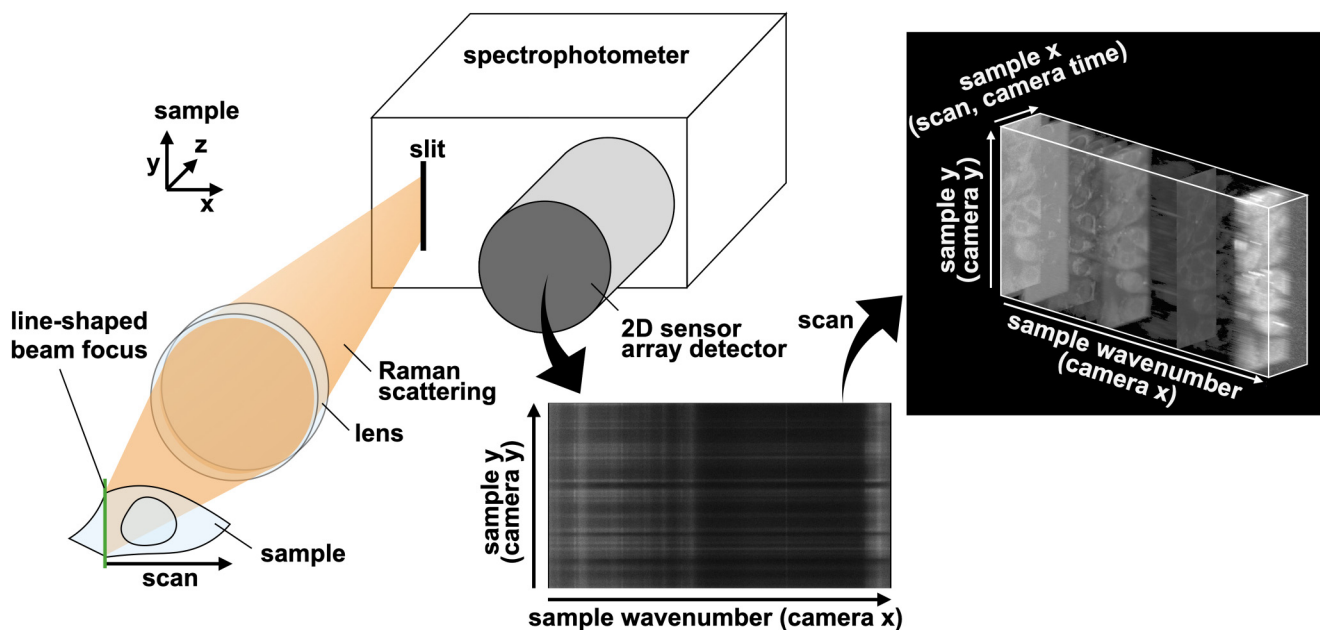 spectrophotometer
sample
y
z
x
slit
line-shaped
beam focus
Raman
scattering
lens
sample
scan
2D sensor
array detector
scan
sample y
(camera y)
sample wavenumber (camera x)
sample x
(scan, camera time)
sample y
(camera y)
sample wavenumber
(camera x)